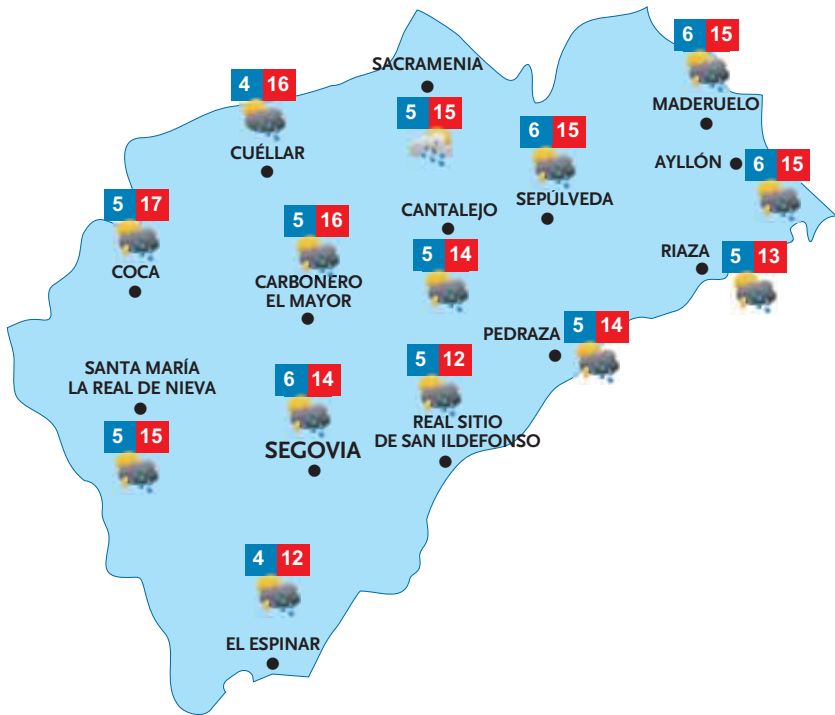 6 15
MADERUELO
SACRAMENIA
5 15
4 16
CUÉLLAR
6 15
SEPÚLVEDA
AYLLÓN
6 15
5 17
COCA
5 16
CARBONERO
EL MAYOR
CANTALEJO
5 14
RIAZA
5 13
PEDRAZA
5 14
SANTA MARÍA
LA REAL DE NIEVA
5 15
6 14
SEGOVIA
5 12
REAL SITIO
DE SAN ILDEFONSO
4 12
EL ESPINAR